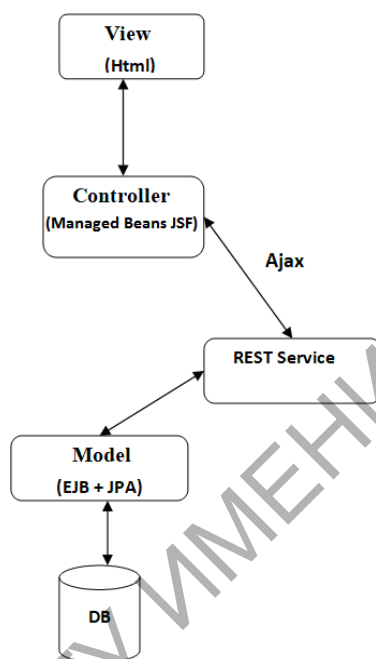 View
(Html)
Controller
(Managed Beans JSF)
Ajax
REST Service
Model
(EJB + JPA)
DB